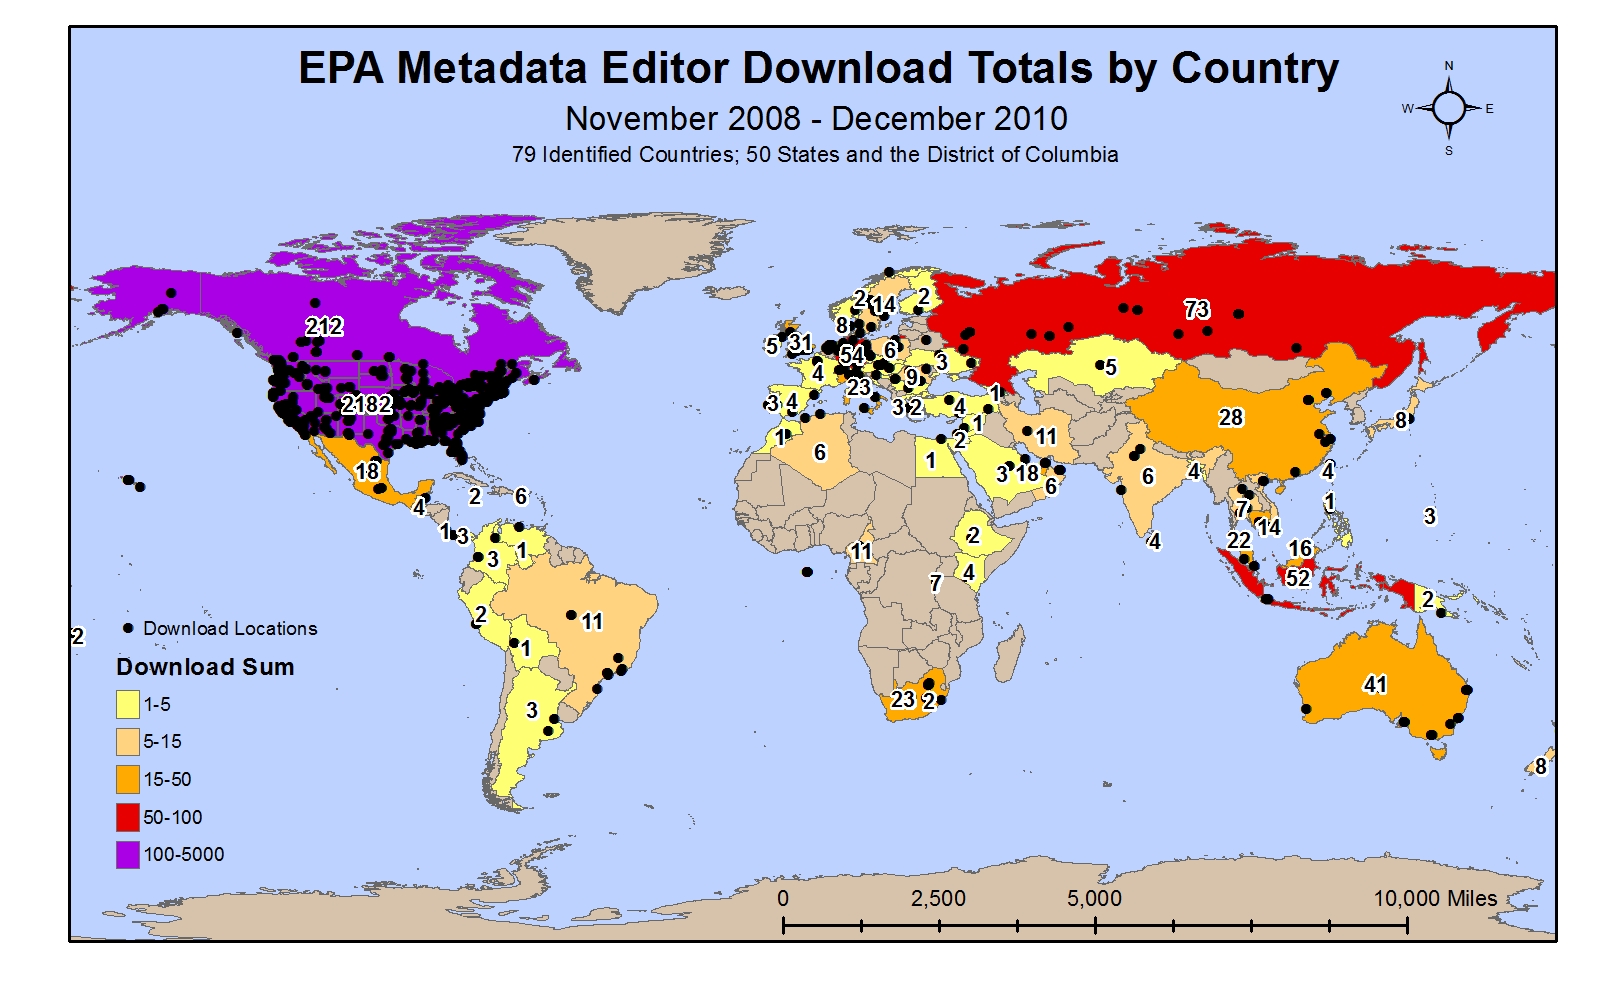 EPA Metadata Editor Download Totals by Country
November 2008 - December 2010
79 Identified Countries; 50 States and the District of Columbia
N
W E
S
73
2 14 2
8
212
5 31 54 6 3
4 9 5
23 1
2182 3 4 3 2 4 28 8
1 1
2 11
6 1
18 3 18 6 4 4
2 6 6
4 1
7 3
1 3 14
2 22 4
1 11 16
3
4 52
7
2 2
11
2
1
41
23 2
3
8
Download Locations
Download Sum
1-5
5-15
15-50
50-100
100-5000
0 2,500 5,000 10,000 Miles